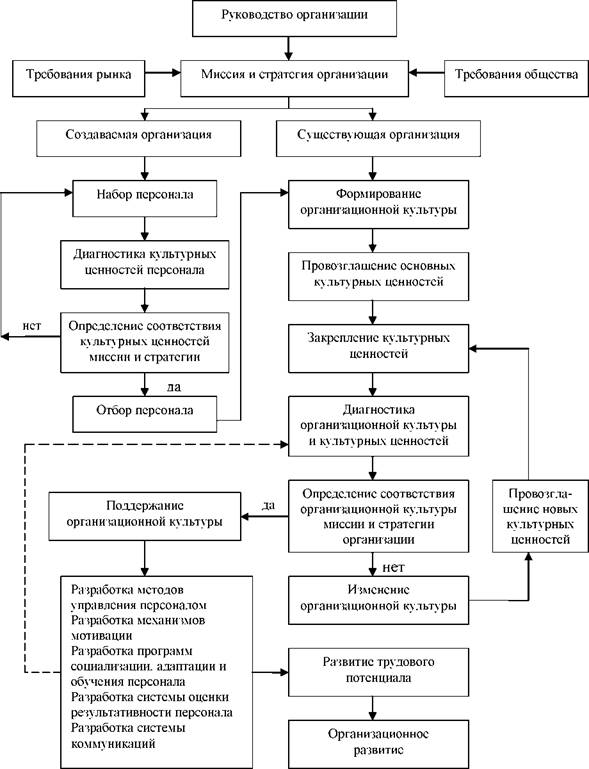 Руководство организации
Требования рынка
Миссия и стратегия организации
Требования общества
Создаваемая организация
Существующая организация
Набор персонала
Формирование
организационной культуры
Диагностика культурных
ценностей персонала
Провозглашение основных
культурных ценностей
нет
Определение соответствия
культурных ценностей
миссии и стратегии
Закрепление культурных
ценностей
да
Отбор персонала
Диагностика
организационной культуры
и культурных ценностей
Поддержание
организационной культуры
да
Определение соответствия
организационной культуры
миссии и стратегии
организации
Провозгла-
шение новых
культурных
ценностей
нет
Изменение
организационной культуры
Разработка методов
управления персоналом
Разработка механизмов
мотивации
Разработка программ
социализации, адаптации и
обучения персонала
Разработка системы оценки
результативности персонала
Разработка системы
коммуникаций
Развитие трудового
потенциала
Организационное
развитие